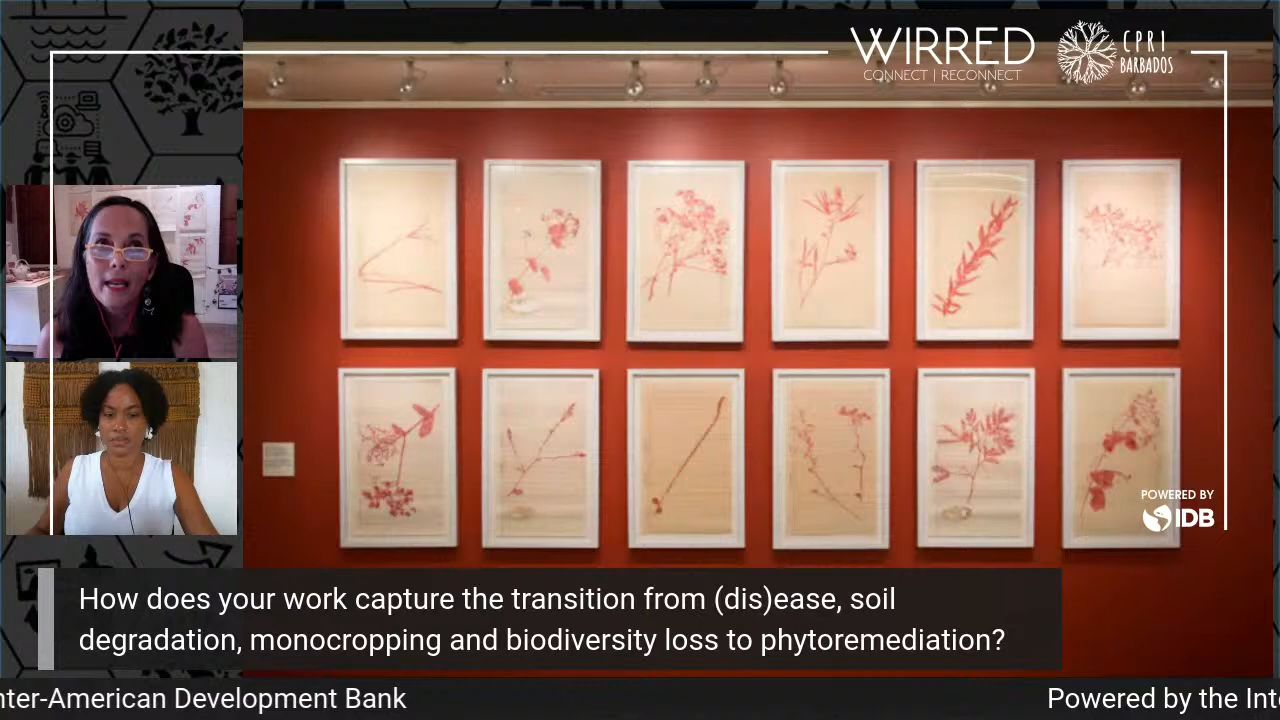 WIRRED
CONNECT | RECONNECT
CPRI
BARBADOS
POWERED BY
IDB
How does your work capture the transition from (dis)ease, soil
degradation, monocropping and biodiversity loss to phytoremediation?
nter-American Development Bank
Powered by the Int